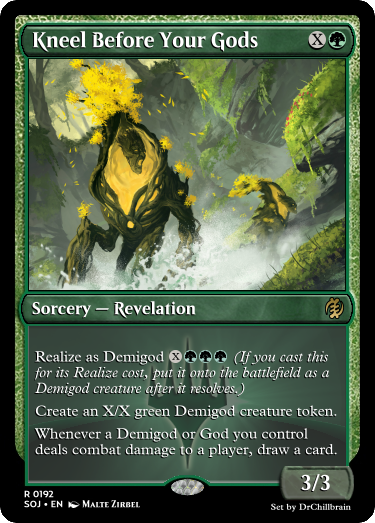 Kneel Before Your Gods X
Sorcery — Revelation
Realize as Demigod X (If you cast this
for its Realize cost, put it onto the battlefield as a
Demigod creature after it resolves.)
Create an X/X green Demigod creature token.
Whenever a Demigod or God you control
deals combat damage to a player, draw a card.
3/3
R 0192
SOJ • EN MALTE ZIRBEL
Set by DrChillbrain